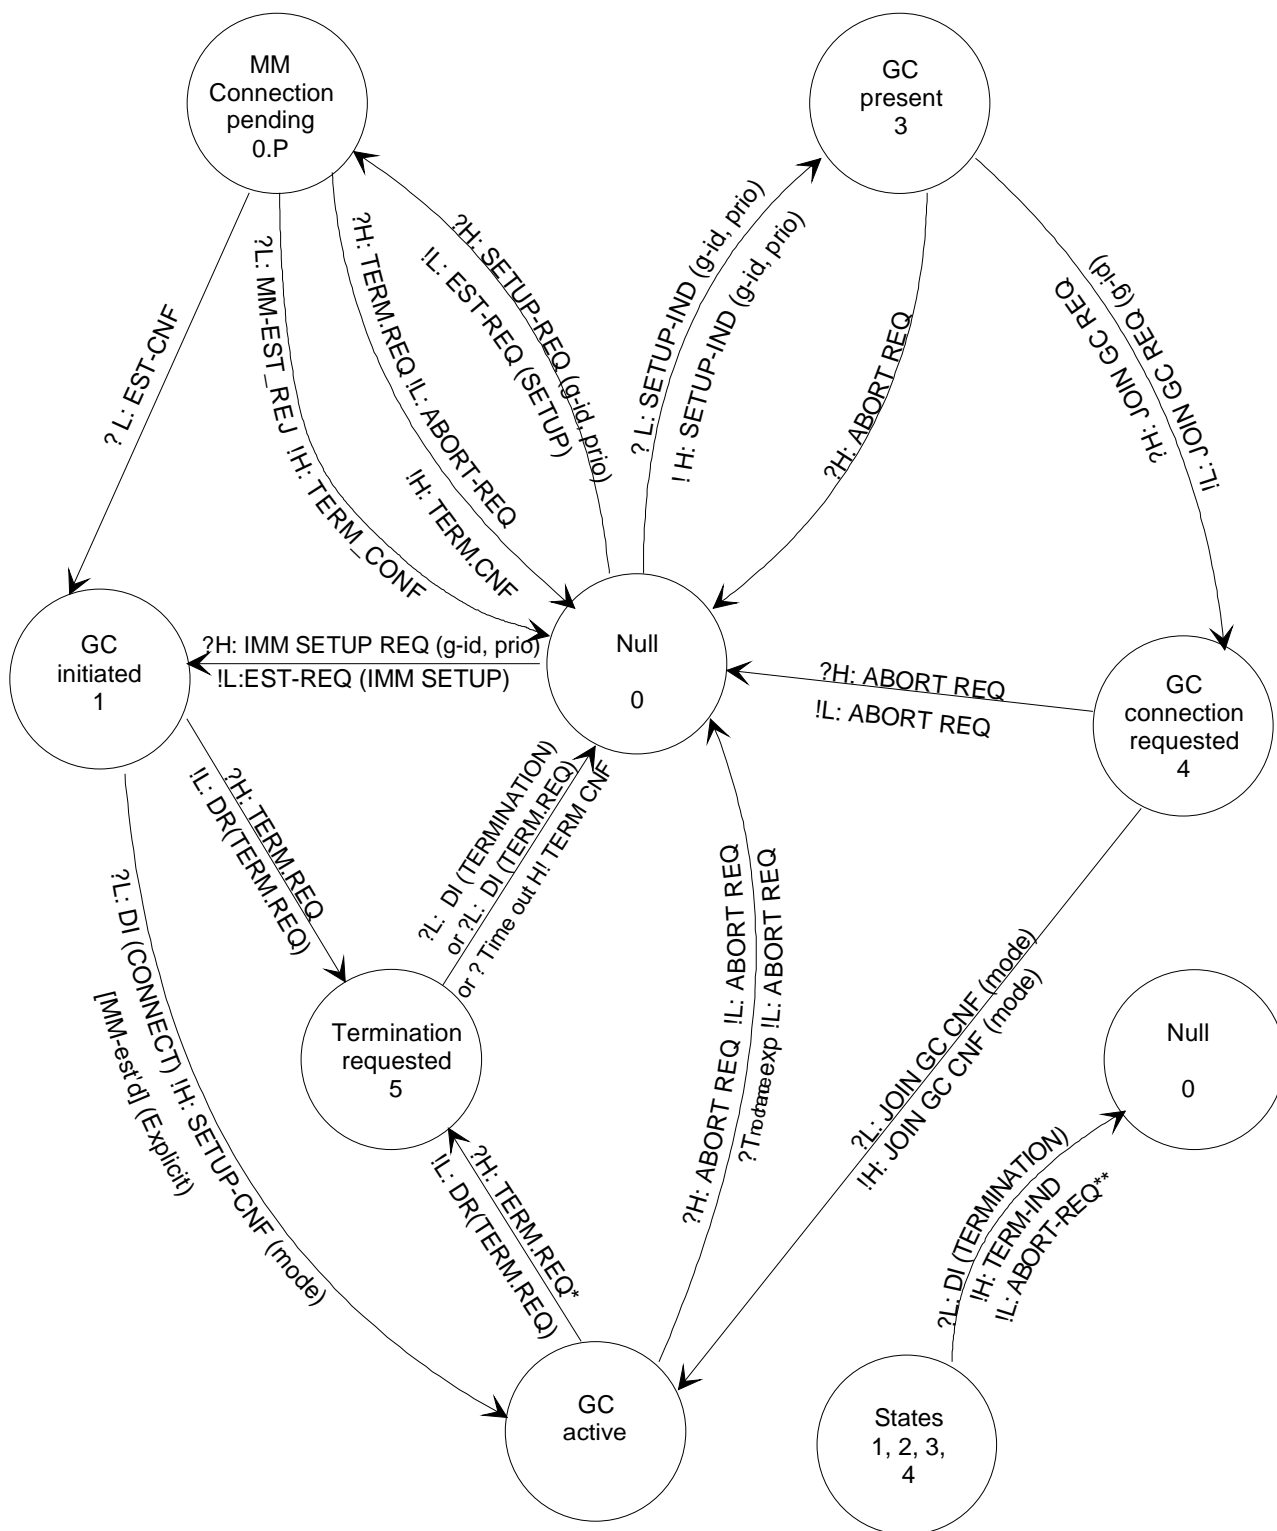 MM
Connection
pending
0.P
GC
present
3
? L: EST-CNF
?L: MM-EST_REJ !H: TERM_CONF
?H: TERM.REQ !L: ABORT-REQ
!H: TERM.CNF
?H: SETUP-REQ (g-id, prio)
!L: EST-REQ (SETUP)
? L: SETUP-IND (g-id, prio)
! H: SETUP-IND (g-id, prio)
?H: ABORT REQ
!L: JOIN GC REQ (g-id)
?H: JOIN GC REQ
GC
initiated
1
?H: IMM SETUP REQ (g-id, prio)
!L:EST-REQ (IMM SETUP)
Null
0
?H: ABORT REQ
!L: ABORT REQ
GC
connection
requested
4
?H: TERM.REQ
!L: DR(TERM.REQ)
?L: DI (TERMINATION)
or ?L: DI (TERM.REQ)
or ? Time out H! TERM CNF
?L: DI (CONNECT) !H: SETUP-CNF (mode)
[MM-est'd] (Explicit)
Termination
requested
5
?H: ABORT REQ !L: ABORT REQ
exp !L: ABORT REQ
?L: JOIN GC CNF (mode)
!H: JOIN GC CNF (mode)
Null
0
?H: TERM.REQ*
!L: DR(TERM.REQ)
?L: DI (TERMINATION)
!H: TERM-IND
!L: ABORT-REQ**
GC
active
States
1, 2, 3,
4